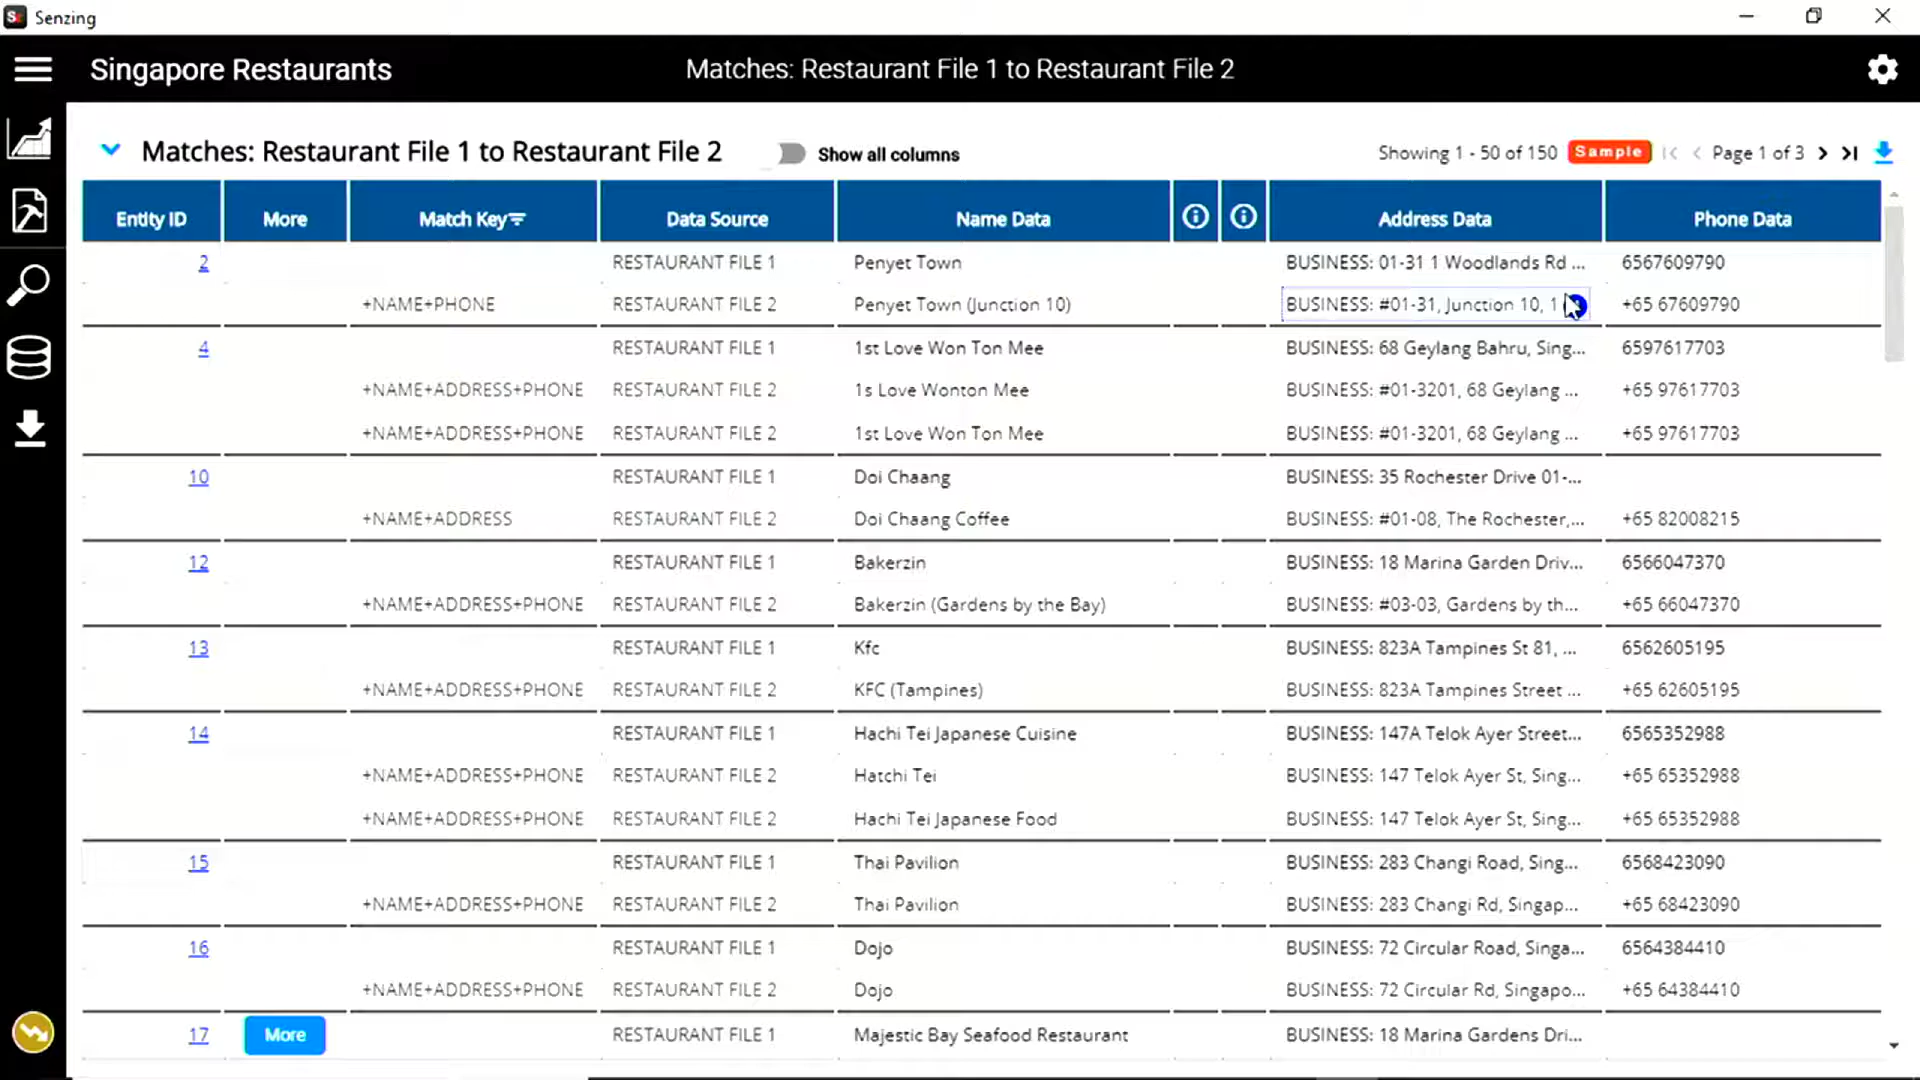 Senzing
Singapore Restaurants
Matches: Restaurant File 1 to Restaurant File 2
Matches: Restaurant File 1 to Restaurant File 2 Show all columns Showing 1 - 50 of 150 Sample Page 1 of 3
Entity ID More Match Key Data Source Name Data Address Data Phone Data
2 RESTAURANT FILE 1 Penyet Town BUSINESS: 01-31 1 Woodlands Rd ... 6567609790
+NAME+PHONE RESTAURANT FILE 2 Penyet Town (Junction 10) BUSINESS: #01-31, Junction 10, 1 +65 67609790
4 RESTAURANT FILE 1 1st Love Won Ton Mee BUSINESS: 68 Geylang Bahru, Sing... 6597617703
+NAME+ADDRESS+PHONE RESTAURANT FILE 2 1s Love Wonton Mee BUSINESS: #01-3201, 68 Geylang ... +65 97617703
+NAME+ADDRESS+PHONE RESTAURANT FILE 2 1st Love Won Ton Mee BUSINESS: #01-3201, 68 Geylang ... +65 97617703
10 RESTAURANT FILE 1 Doi Chaang BUSINESS: 35 Rochester Drive 01-...
+NAME+ADDRESS RESTAURANT FILE 2 Doi Chaang Coffee BUSINESS: #01-08, The Rochester,... +65 82008215
12 RESTAURANT FILE 1 Bakerzin BUSINESS: 18 Marina Garden Driv... 6566047370
+NAME+ADDRESS+PHONE RESTAURANT FILE 2 Bakerzin (Gardens by the Bay) BUSINESS: #03-03, Gardens by th... +65 66047370
13 RESTAURANT FILE 1 Kfc BUSINESS: 823A Tampines St 81, ... 6562605195
+NAME+ADDRESS+PHONE RESTAURANT FILE 2 KFC (Tampines) BUSINESS: 823A Tampines Street ... +65 62605195
14 RESTAURANT FILE 1 Hachi Tei Japanese Cuisine BUSINESS: 147A Telok Ayer Street... 6565352988
+NAME+ADDRESS+PHONE RESTAURANT FILE 2 Hatchi Tei BUSINESS: 147 Telok Ayer St, Sing... +65 65352988
+NAME+ADDRESS+PHONE RESTAURANT FILE 2 Hachi Tei Japanese Food BUSINESS: 147 Telok Ayer St, Sing... +65 65352988
15 RESTAURANT FILE 1 Thai Pavilion BUSINESS: 283 Changi Road, Sing... 6568423090
+NAME+ADDRESS+PHONE RESTAURANT FILE 2 Thai Pavilion BUSINESS: 283 Changi Rd, Singap... +65 68423090
16 RESTAURANT FILE 1 Dojo BUSINESS: 72 Circular Road, Singa... 6564384410
+NAME+ADDRESS+PHONE RESTAURANT FILE 2 Dojo BUSINESS: 72 Circular Rd, Singapo... +65 64384410
17 More RESTAURANT FILE 1 Majestic Bay Seafood Restaurant BUSINESS: 18 Marina Gardens Dri...